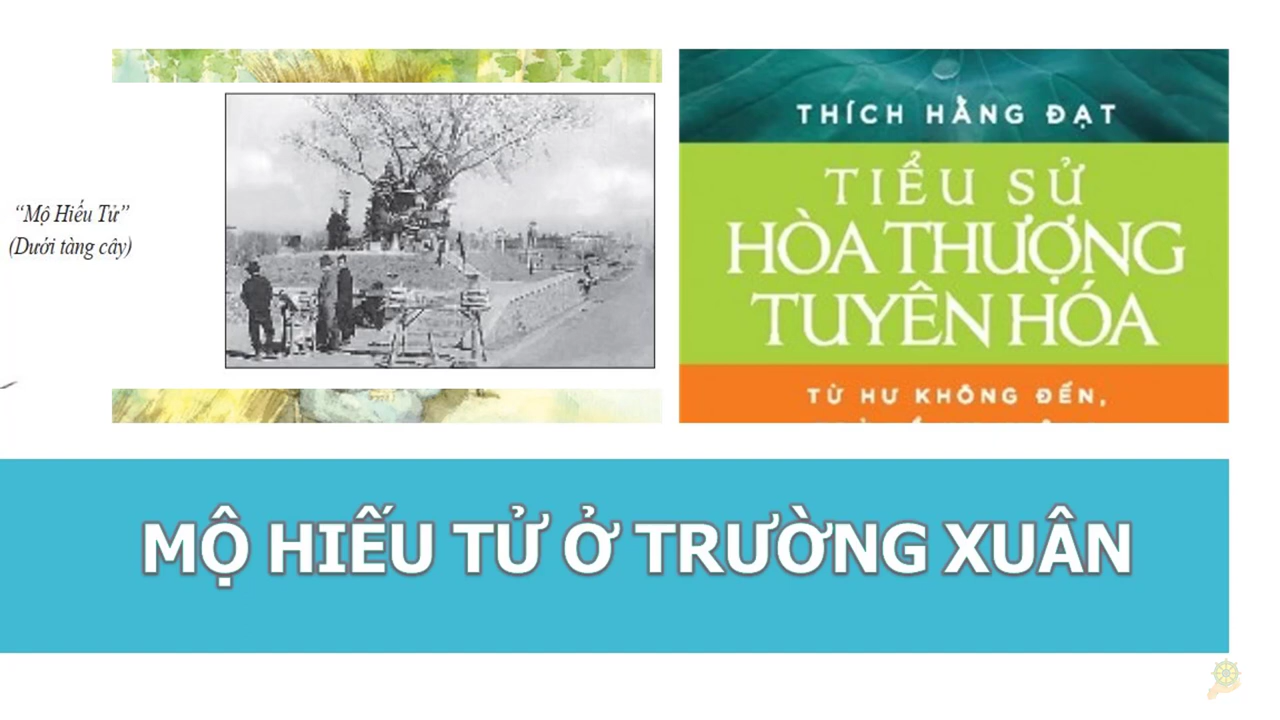 “Mộ Hiếu Tử”
(Dưới tàng cây)
THÍCH HẰNG ĐẠT
TIỂU SỬ
HÒA THƯỢNG
TUYÊN HÓA
TỪ HƯ KHÔNG ĐẾN,
MỘ HIẾU TỬ Ở TRƯỜNG XUÂN